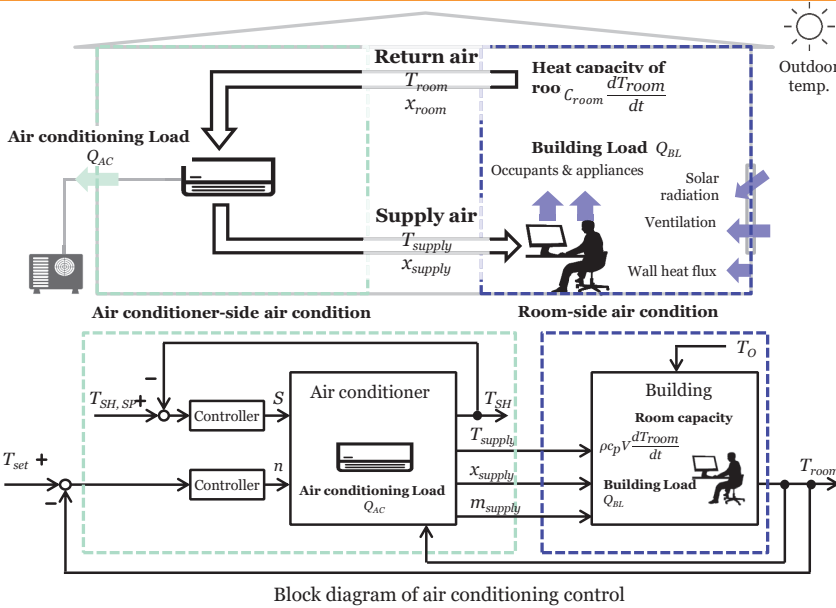 Return air
T_room
x_room
Heat capacity of
roo C_room dT_room/dt
Outdoor
temp.
Air conditioning Load
Q_AC
Building Load Q_BL
Occupants & appliances
Solar
radiation
Ventilation
Wall heat flux
Supply air
T_supply
x_supply
Air conditioner-side air condition
Room-side air condition
T_SH, SP +
−
Controller
S
Air conditioner
T_SH
T_supply
x_supply
m_supply
T_set +
−
Controller
n
Air conditioning Load
Q_AC
T_O
Building
Room capacity
ρc_pV dT_room/dt
Building Load
Q_BL
T_room
Block diagram of air conditioning control